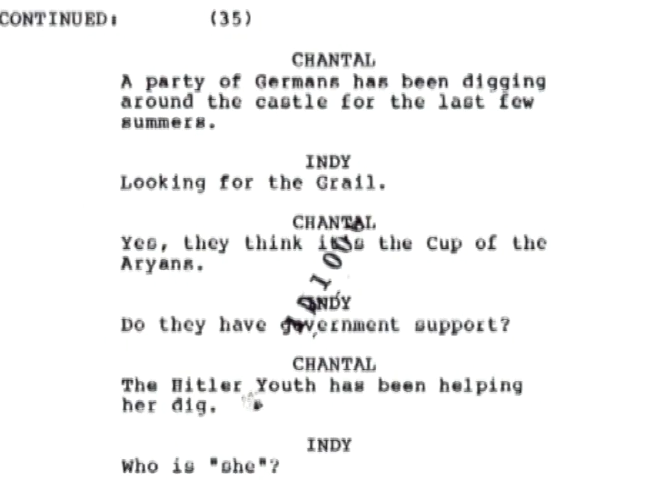 CONTINUED: (35)
CHANTAL
A party of Germans has been digging
around the castle for the last few
summers.
INDY
Looking for the Grail.
CHANTAL
Yes, they think it's the Cup of the
Aryans.
INDY
Do they have government support?
CHANTAL
The Hitler Youth has been helping
her dig.
INDY
Who is "she"?